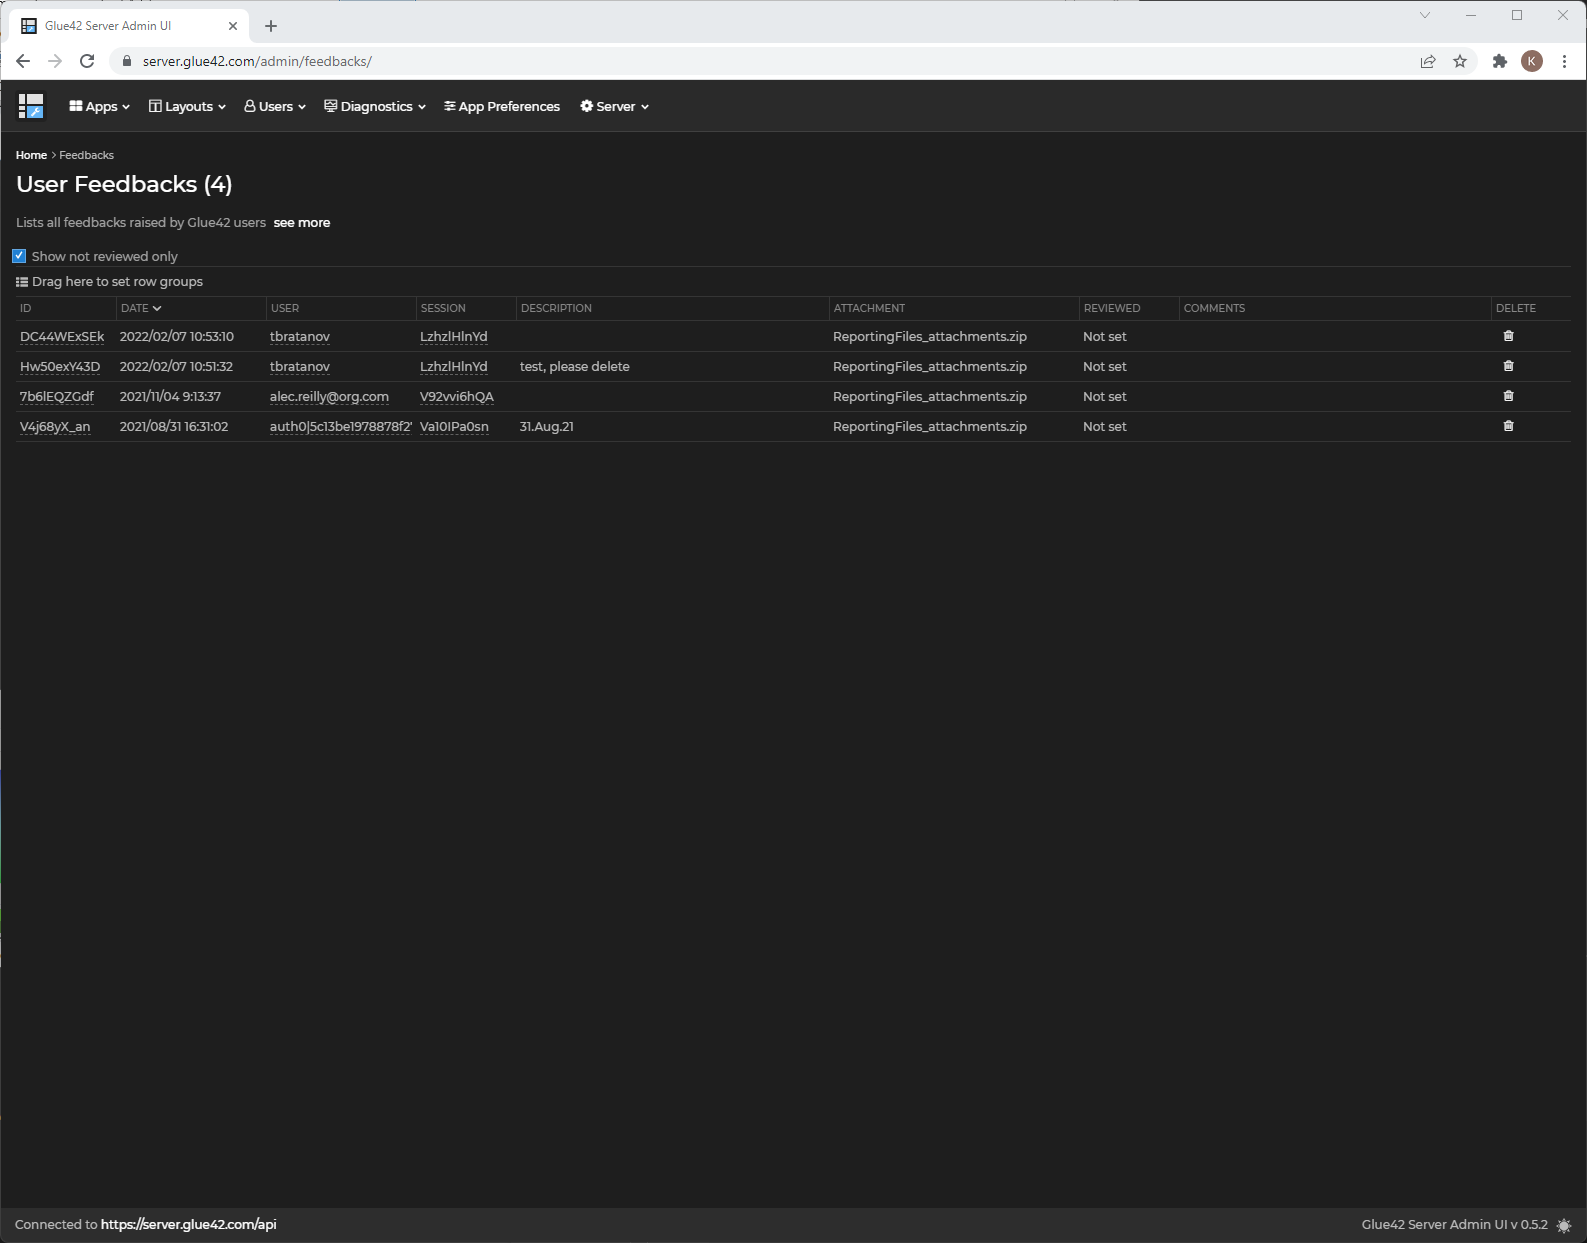 Glue42 Server Admin UI
server.glue42.com/admin/feedbacks/
K
Apps Layouts Users Diagnostics App Preferences Server
Home > Feedbacks
User Feedbacks (4)
Lists all feedbacks raised by Glue42 users see more
Show not reviewed only
Drag here to set row groups
ID DATE USER SESSION DESCRIPTION ATTACHMENT REVIEWED COMMENTS DELETE
DC44WExSEk 2022/02/07 10:53:10 tbratanov LzhzlHlnYd ReportingFiles_attachments.zip Not set
Hw50exY43D 2022/02/07 10:51:32 tbratanov LzhzlHlnYd test, please delete ReportingFiles_attachments.zip Not set
7b6lEQZGdf 2021/11/04 9:13:37 alec.reilly@org.com V92vvi6hQA ReportingFiles_attachments.zip Not set
V4j68yX_an 2021/08/31 16:31:02 auth0|5c13be1978878f2 Va10IPa0sn 31.Aug.21 ReportingFiles_attachments.zip Not set
Connected to https://server.glue42.com/api
Glue42 Server Admin UI v 0.5.2